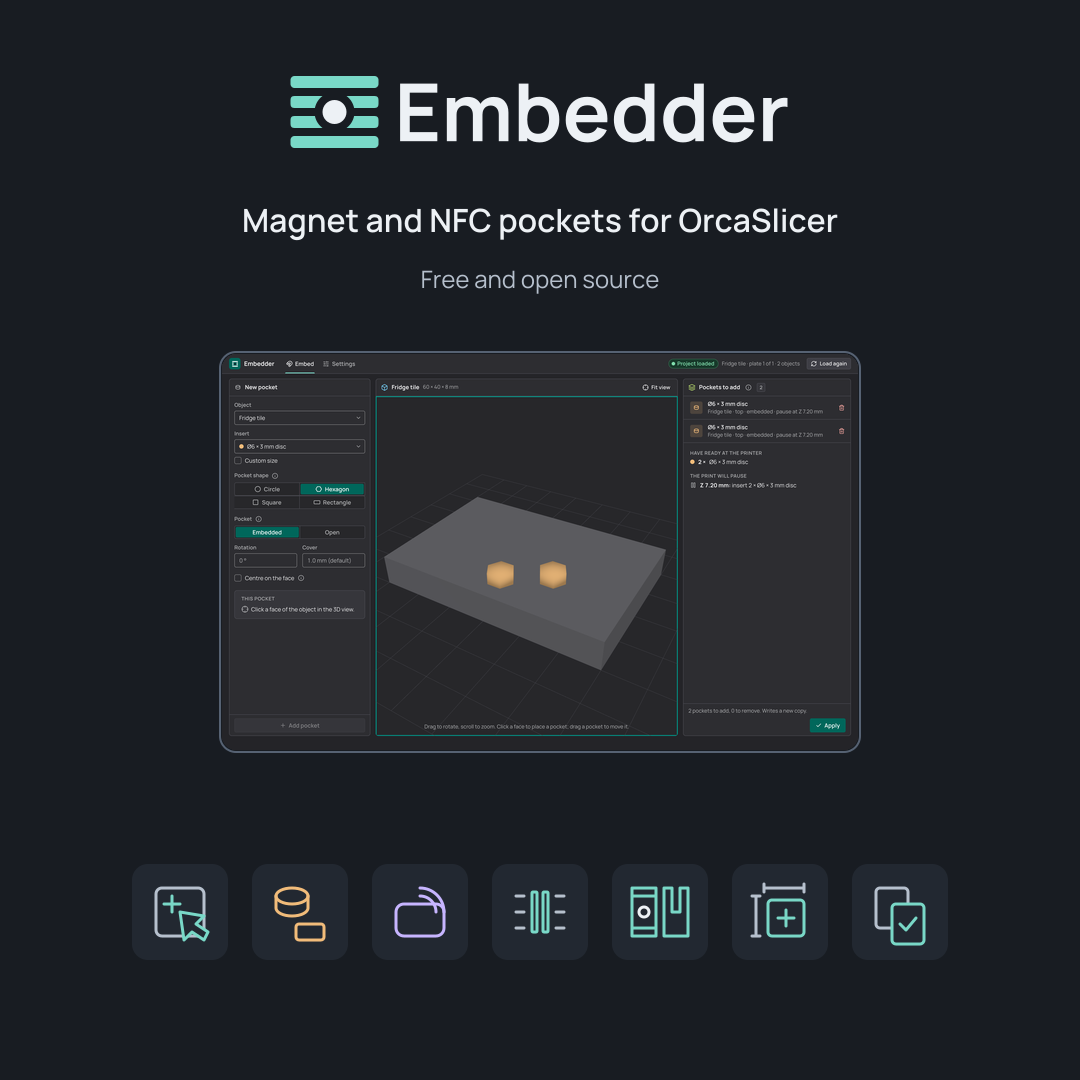 Embedder
Magnet and NFC pockets for OrcaSlicer
Free and open source
Embedder
Embed
Settings
Project loaded
Fridge tile · plate 1 of 1 · 2 objects
Load again
New pocket
Object
Fridge tile
Insert
Ø6 × 3 mm disc
Custom size
Pocket shape
Circle
Hexagon
Square
Rectangle
Pocket
Embedded
Open
Rotation
Cover
0 °
1.0 mm (default)
Centre on the face
THIS POCKET
Click a face of the object in the 3D view.
+ Add pocket
Fridge tile 60 × 40 × 8 mm
Fit view
Drag to rotate, scroll to zoom. Click a face to place a pocket; drag a pocket to move it.
Pockets to add 2
Ø6 × 3 mm disc
Fridge tile · top · embedded · pause at Z 7.20 mm
Ø6 × 3 mm disc
Fridge tile · top · embedded · pause at Z 7.20 mm
HAVE READY AT THE PRINTER
2 × Ø6 × 3 mm disc
THE PRINT WILL PAUSE
Z 7.20 mm: insert 2 × Ø6 × 3 mm disc
2 pockets to add, 0 to remove. Writes a new copy.
Apply